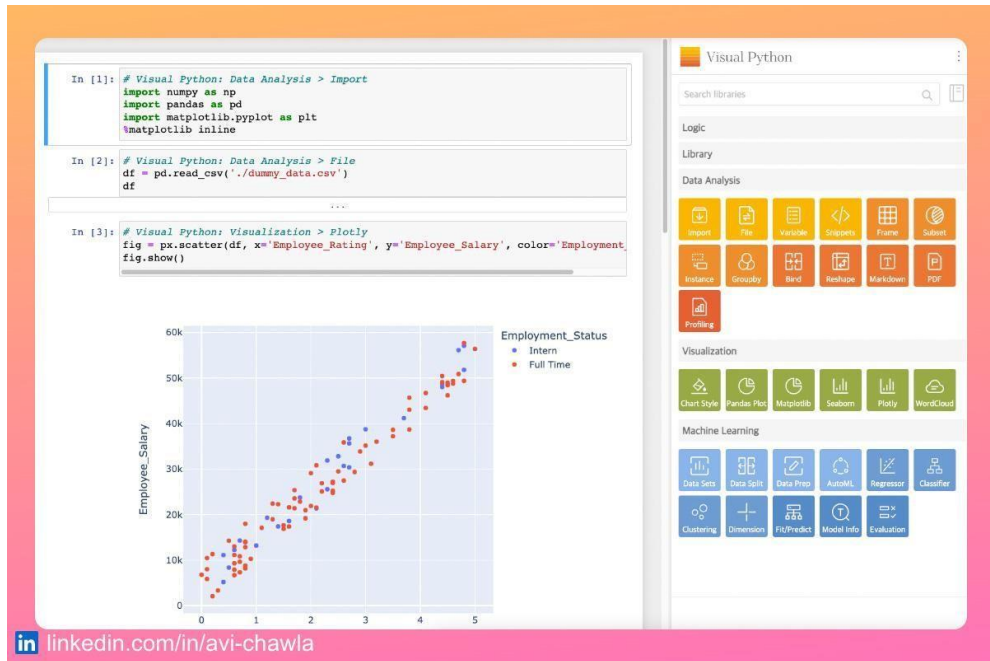 In [1]: # Visual Python: Data Analysis > Import
import numpy as np
import pandas as pd
import matplotlib.pyplot as plt
%matplotlib inline
In [2]: # Visual Python: Data Analysis > File
df = pd.read_csv('./dummy_data.csv')
df
...
In [3]: # Visual Python: Visualization > Plotly
fig = px.scatter(df, x='Employee_Rating', y='Employee_Salary', color='Employment_
fig.show()
60k
50k
40k
30k
20k
10k
0
Employee_Salary
0 1 2 3 4 5
Employment_Status
Intern
Full Time
Visual Python
Search libraries
Logic
Library
Data Analysis
Import File Variable Snippets Frame Subset
Instance Groupby Bind Reshape Markdown PDF
Profiling
Visualization
Chart Style Pandas Plot Matplotlib Seaborn Plotly WordCloud
Machine Learning
Data Sets Data Split Data Prep AutoML Regressor Classifier
Clustering Dimension Fit/Predict Model Info Evaluation
in linkedin.com/in/avi-chawla